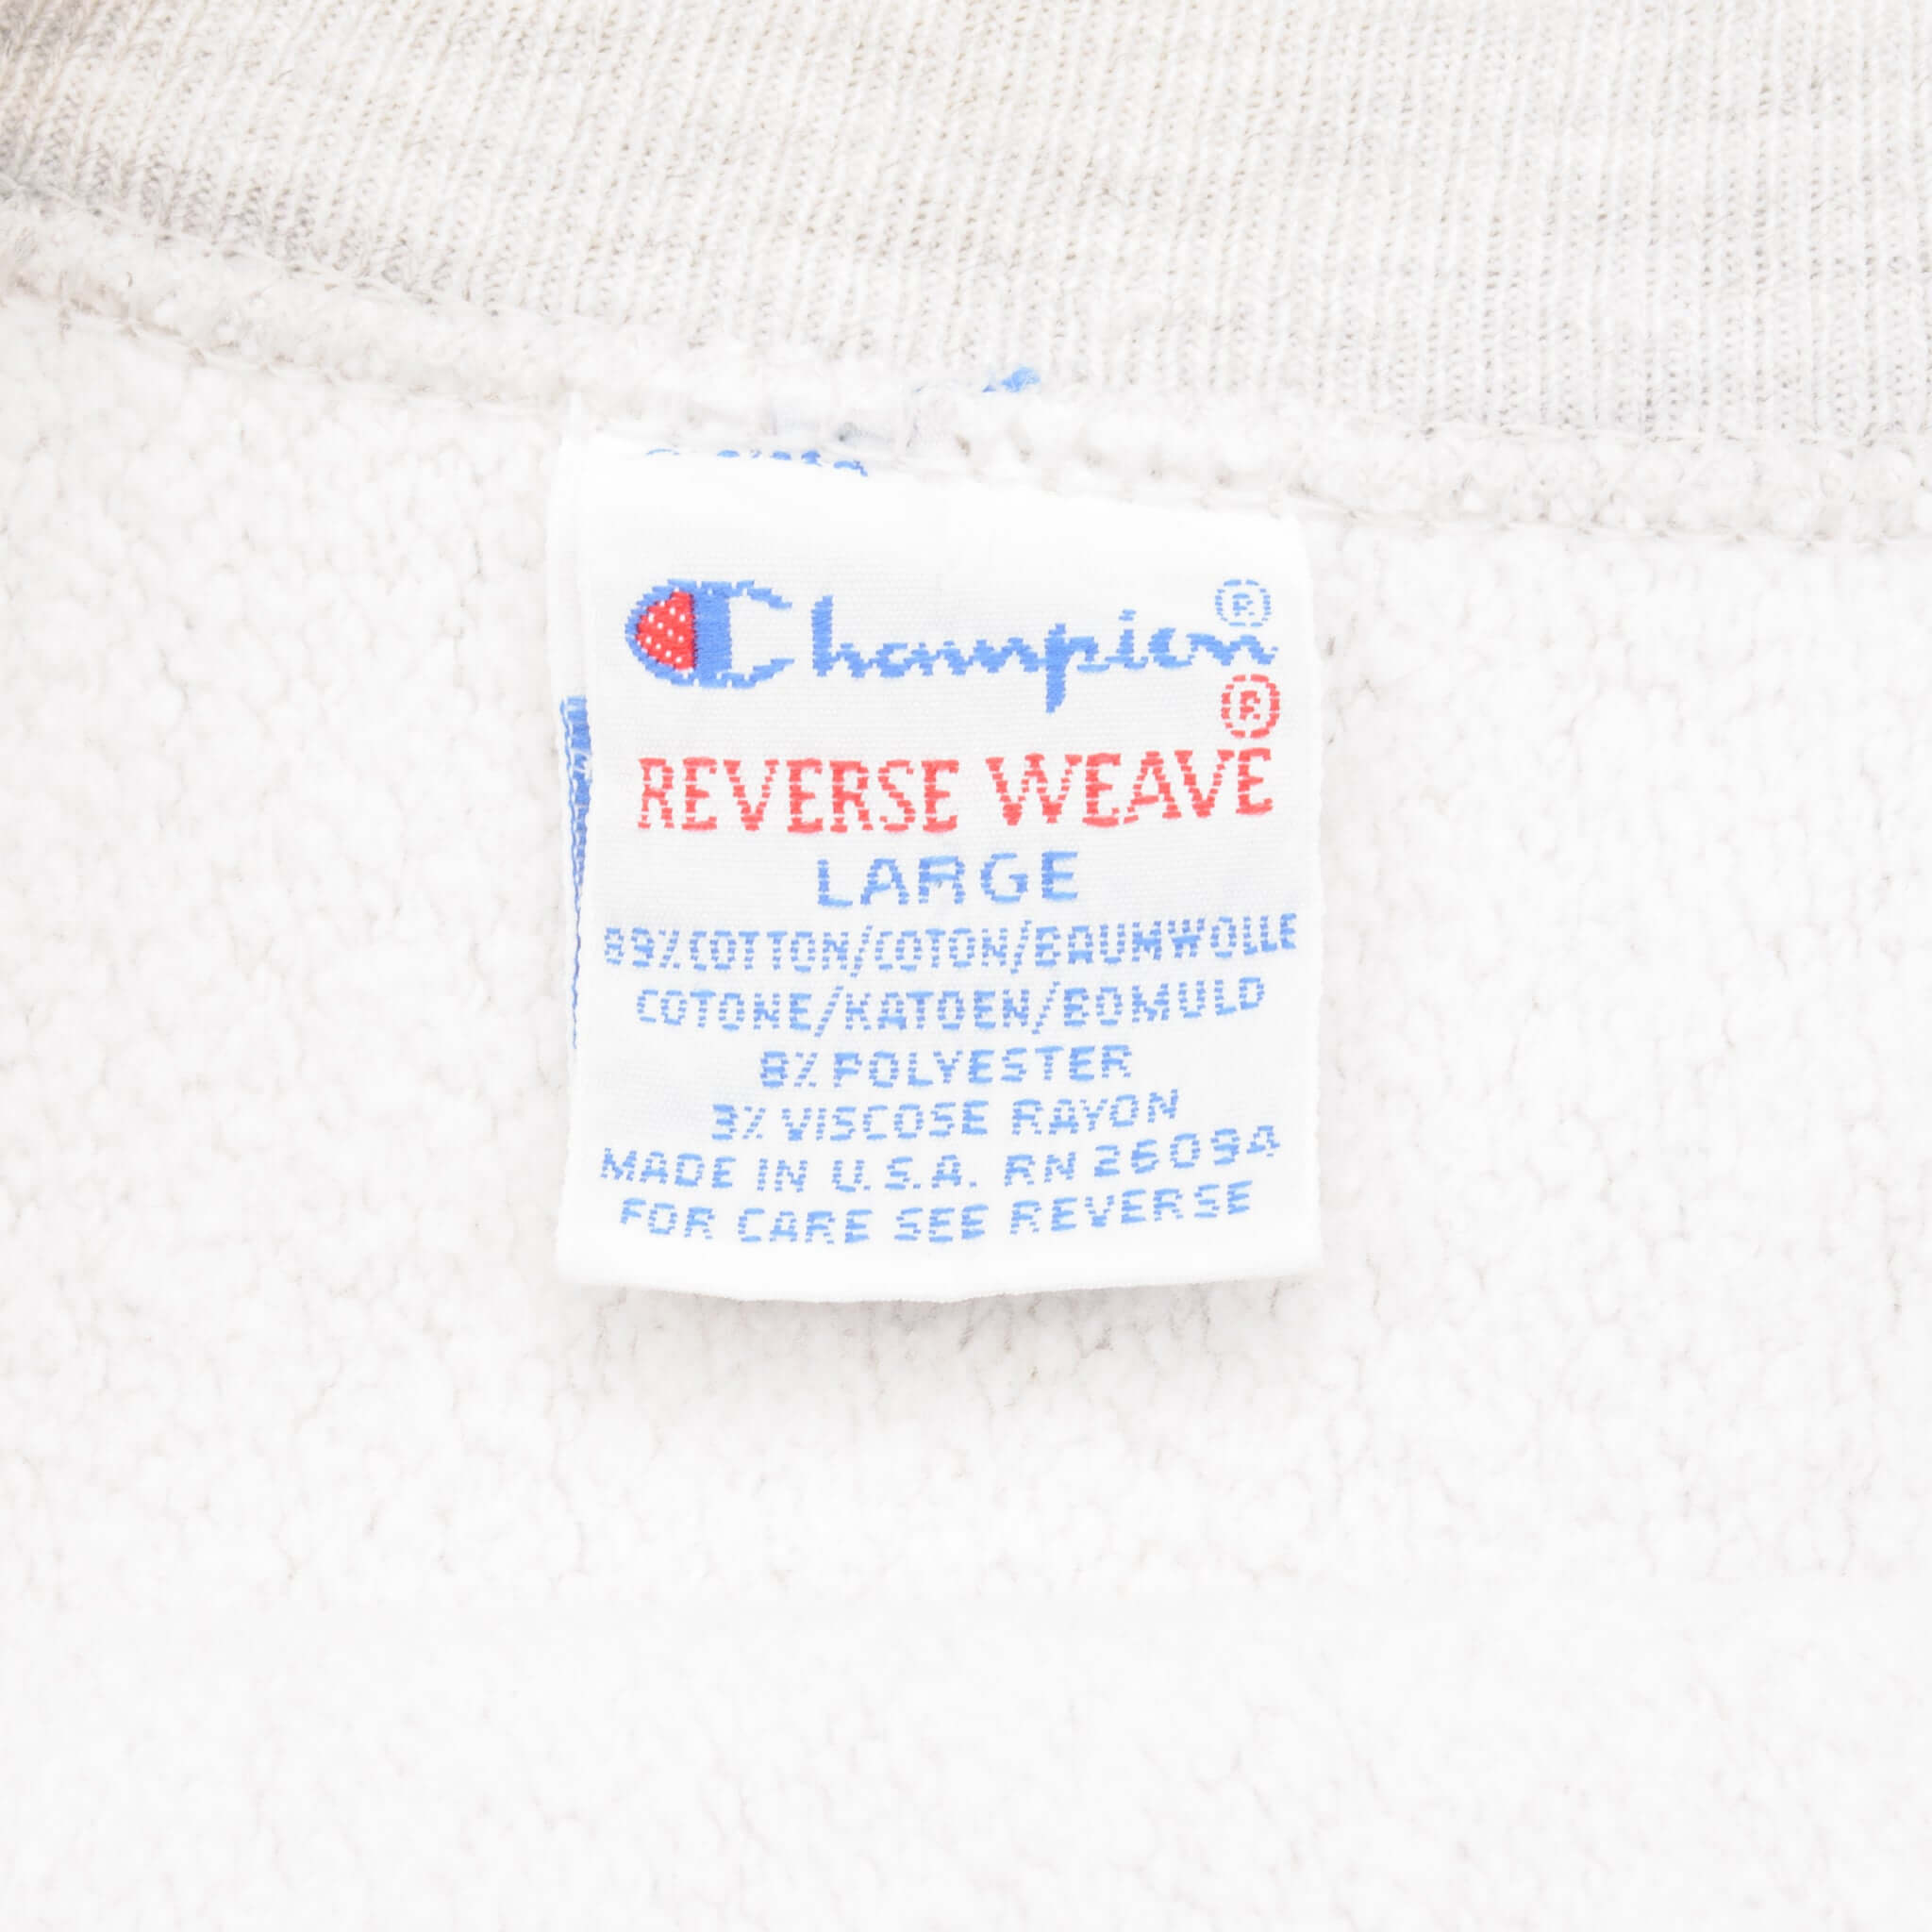 Champion®
®
REVERSE WEAVE
LARGE
89% COTTON/COTON/BAUMWOLLE
COTONE/KATOEN/BOMULD
8% POLYESTER
3% VISCOSE RAYON
MADE IN U.S.A. RN 26094
FOR CARE SEE REVERSE